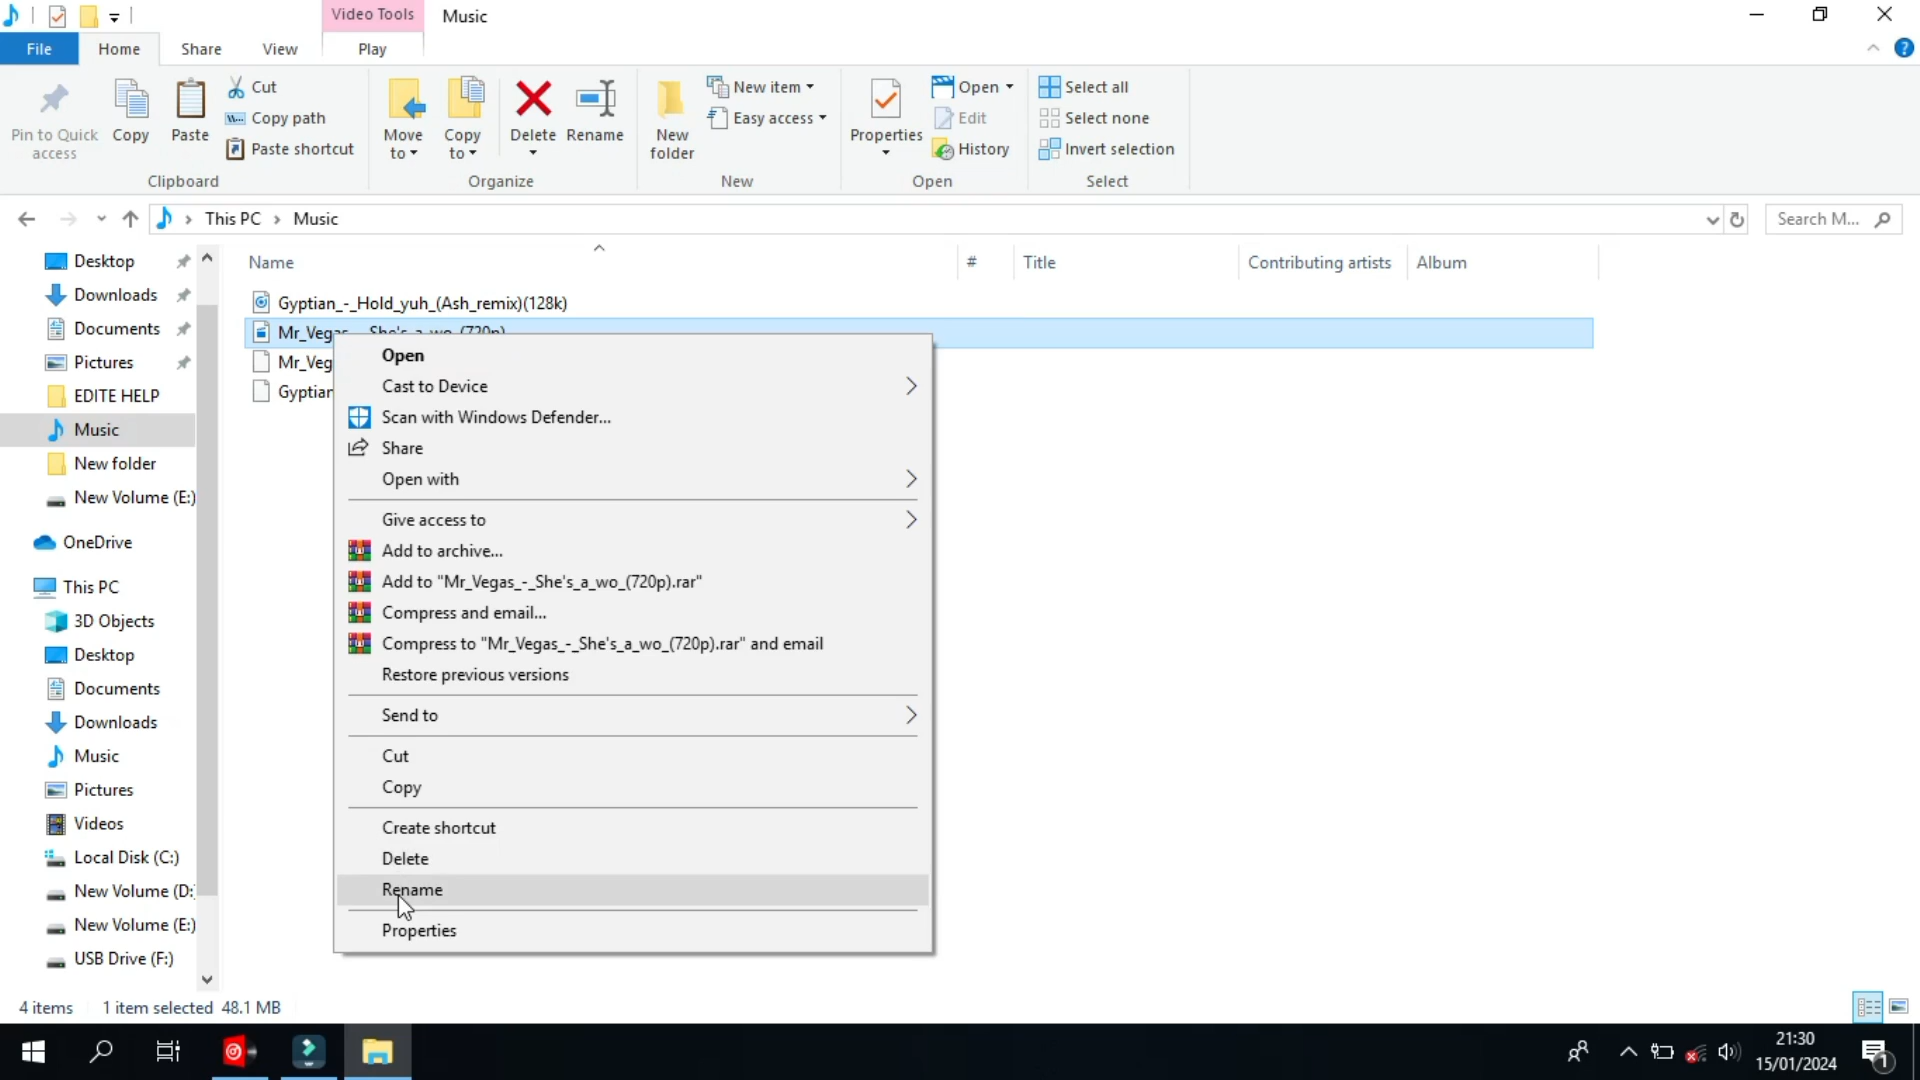 Video Tools
Music
File
Home
Share
View
Play
Pin to Quick access
Copy
Paste
Cut
Copy path
Paste shortcut
Clipboard
Move to
Copy to
Delete
Rename
Organize
New folder
New item
Easy access
New
Properties
Open
Edit
History
Open
Select all
Select none
Invert selection
Select
This PC
Music
Search M...
Name
#
Title
Contributing artists
Album
Desktop
Downloads
Documents
Pictures
EDITE HELP
Music
New folder
New Volume (E:)
OneDrive
This PC
3D Objects
Desktop
Documents
Downloads
Music
Pictures
Videos
Local Disk (C:)
New Volume (D:
New Volume (E:)
USB Drive (F:)
Gyptian_-_Hold_yuh_(Ash_remix)(128k)
Mr_Vegas_-_She's_a_wo_(720p)
Mr_Veg
Gyptian
Open
Cast to Device
Scan with Windows Defender...
Share
Open with
Give access to
Add to archive...
Add to "Mr_Vegas_-_She's_a_wo_(720p).rar"
Compress and email...
Compress to "Mr_Vegas_-_She's_a_wo_(720p).rar" and email
Restore previous versions
Send to
Cut
Copy
Create shortcut
Delete
Rename
Properties
4 items
1 item selected 48.1 MB
21:30
15/01/2024
1